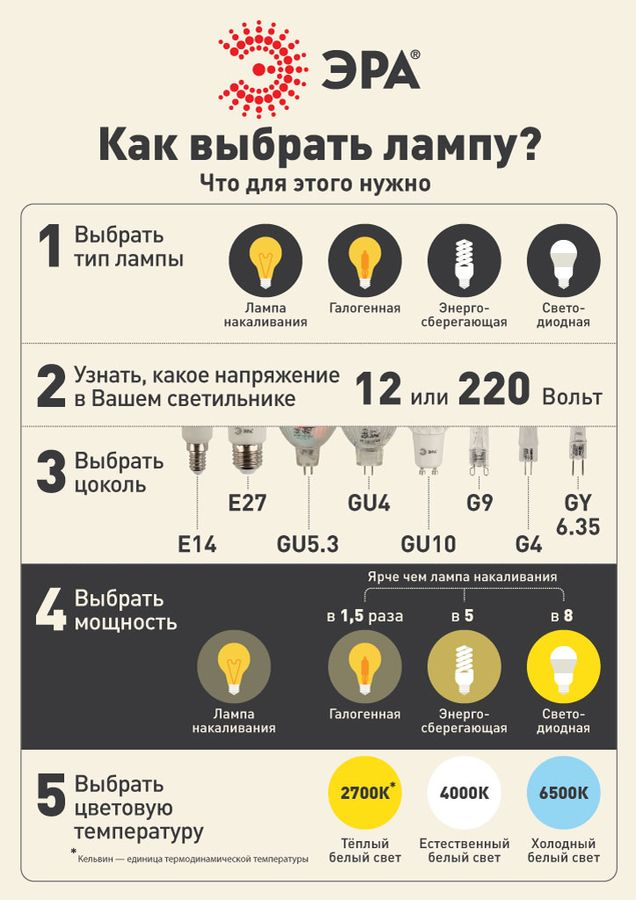 ЭРА®
Как выбрать лампу?
Что для этого нужно
1 Выбрать
тип лампы
Лампа
накаливания
Галогенная
Энерго-
сберегающая
Свето-
диодная
2 Узнать, какое напряжение
в Вашем светильнике
12 или 220 Вольт
3 Выбрать
цоколь
E14
E27
GU5.3
GU4
GU10
G9
G4
GY
6.35
4 Выбрать
мощность
Ярче чем лампа накаливания
в 1,5 раза
в 5
в 8
Лампа
накаливания
Галогенная
Энерго-
сберегающая
Свето-
диодная
5 Выбрать
цветовую
температуру
2700K*
4000K
6500K
Тёплый
белый свет
Естественный
белый свет
Холодный
белый свет
* Кельвин — единица термодинамической температуры